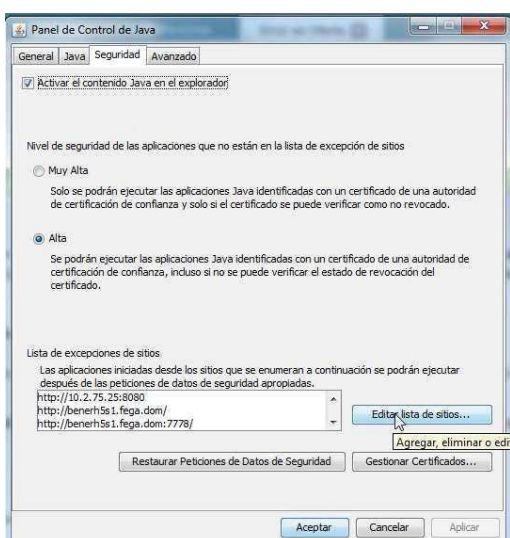 Panel de Control de Java
General Java Seguridad Avanzado
Activar el contenido Java en el explorador
Nivel de seguridad de las aplicaciones que no están en la lista de excepción de sitios
Muy Alta
Solo se podrán ejecutar las aplicaciones Java identificadas con un certificado de una autoridad
de certificación de confianza y solo si el certificado se puede verificar como no revocado.
Alta
Se podrán ejecutar las aplicaciones Java identificadas con un certificado de una autoridad de
certificación de confianza, incluso si no se puede verificar el estado de revocación del
certificado.
Lista de excepciones de sitios
Las aplicaciones iniciadas desde los sitios que se enumeran a continuación se podrán ejecutar
después de las peticiones de datos de seguridad apropiadas.
http://10.2.75.25:8080
http://benerh5s1.fega.dom/
http://benerh5s1.fega.dom:7778/
Editar lista de sitios...
Agregar, eliminar o edi
Restaurar Peticiones de Datos de Seguridad Gestionar Certificados...
Aceptar Cancelar Aplicar